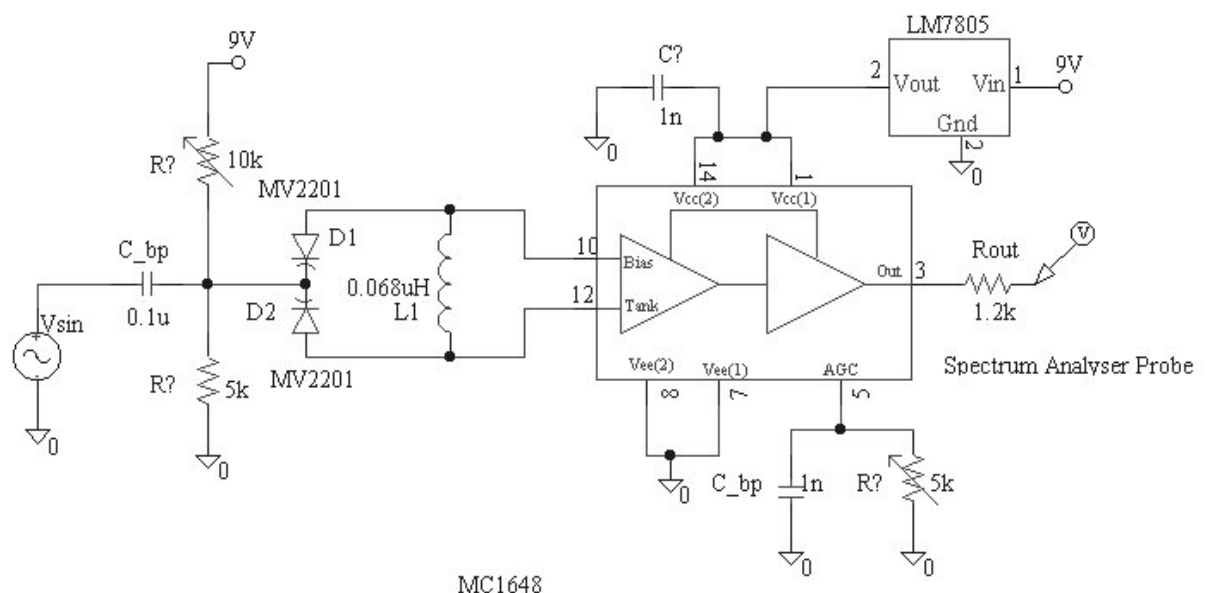 LM7805
9V
C?
9V
2
Vout
Vin
1
1n
Gnd
2
0
0
R?
10k
MV2201
14
1
Vcc(2)
Vcc(1)
D1
C_bp
10
Bias
Rout
V
Out
3
0.068uH
12
Tank
1.2k
Vsin
0.1u
D2
L1
R?
5k
MV2201
Vee(2)
Vee(1)
AGC
Spectrum Analyser Probe
8
7
5
0
0
0
C_bp
1n
R?
5k
0
0
MC1648